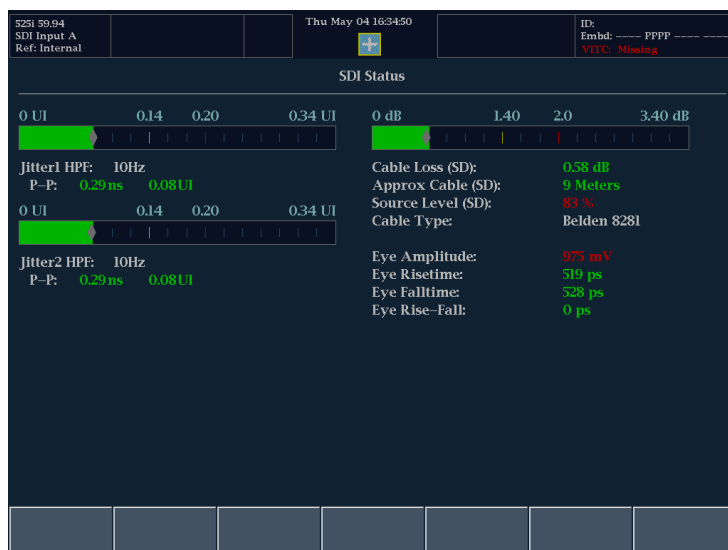 525i 59.94
SDI Input A
Ref: Internal
Thu May 04 16:34:50
ID:
Embd: –––– PPPP –––– ––––
VITC: Missing
SDI Status
0 UI 0.14 0.20 0.34 UI
Jitter1 HPF: 10Hz
P–P: 0.29 ns 0.08 UI
0 UI 0.14 0.20 0.34 UI
Jitter2 HPF: 10Hz
P–P: 0.29 ns 0.08 UI
0 dB 1.40 2.0 3.40 dB
Cable Loss (SD): 0.58 dB
Approx Cable (SD): 9 Meters
Source Level (SD): 83 %
Cable Type: Belden 8281
Eye Amplitude: 975 mV
Eye Risetime: 519 ps
Eye Falltime: 528 ps
Eye Rise–Fall: 0 ps